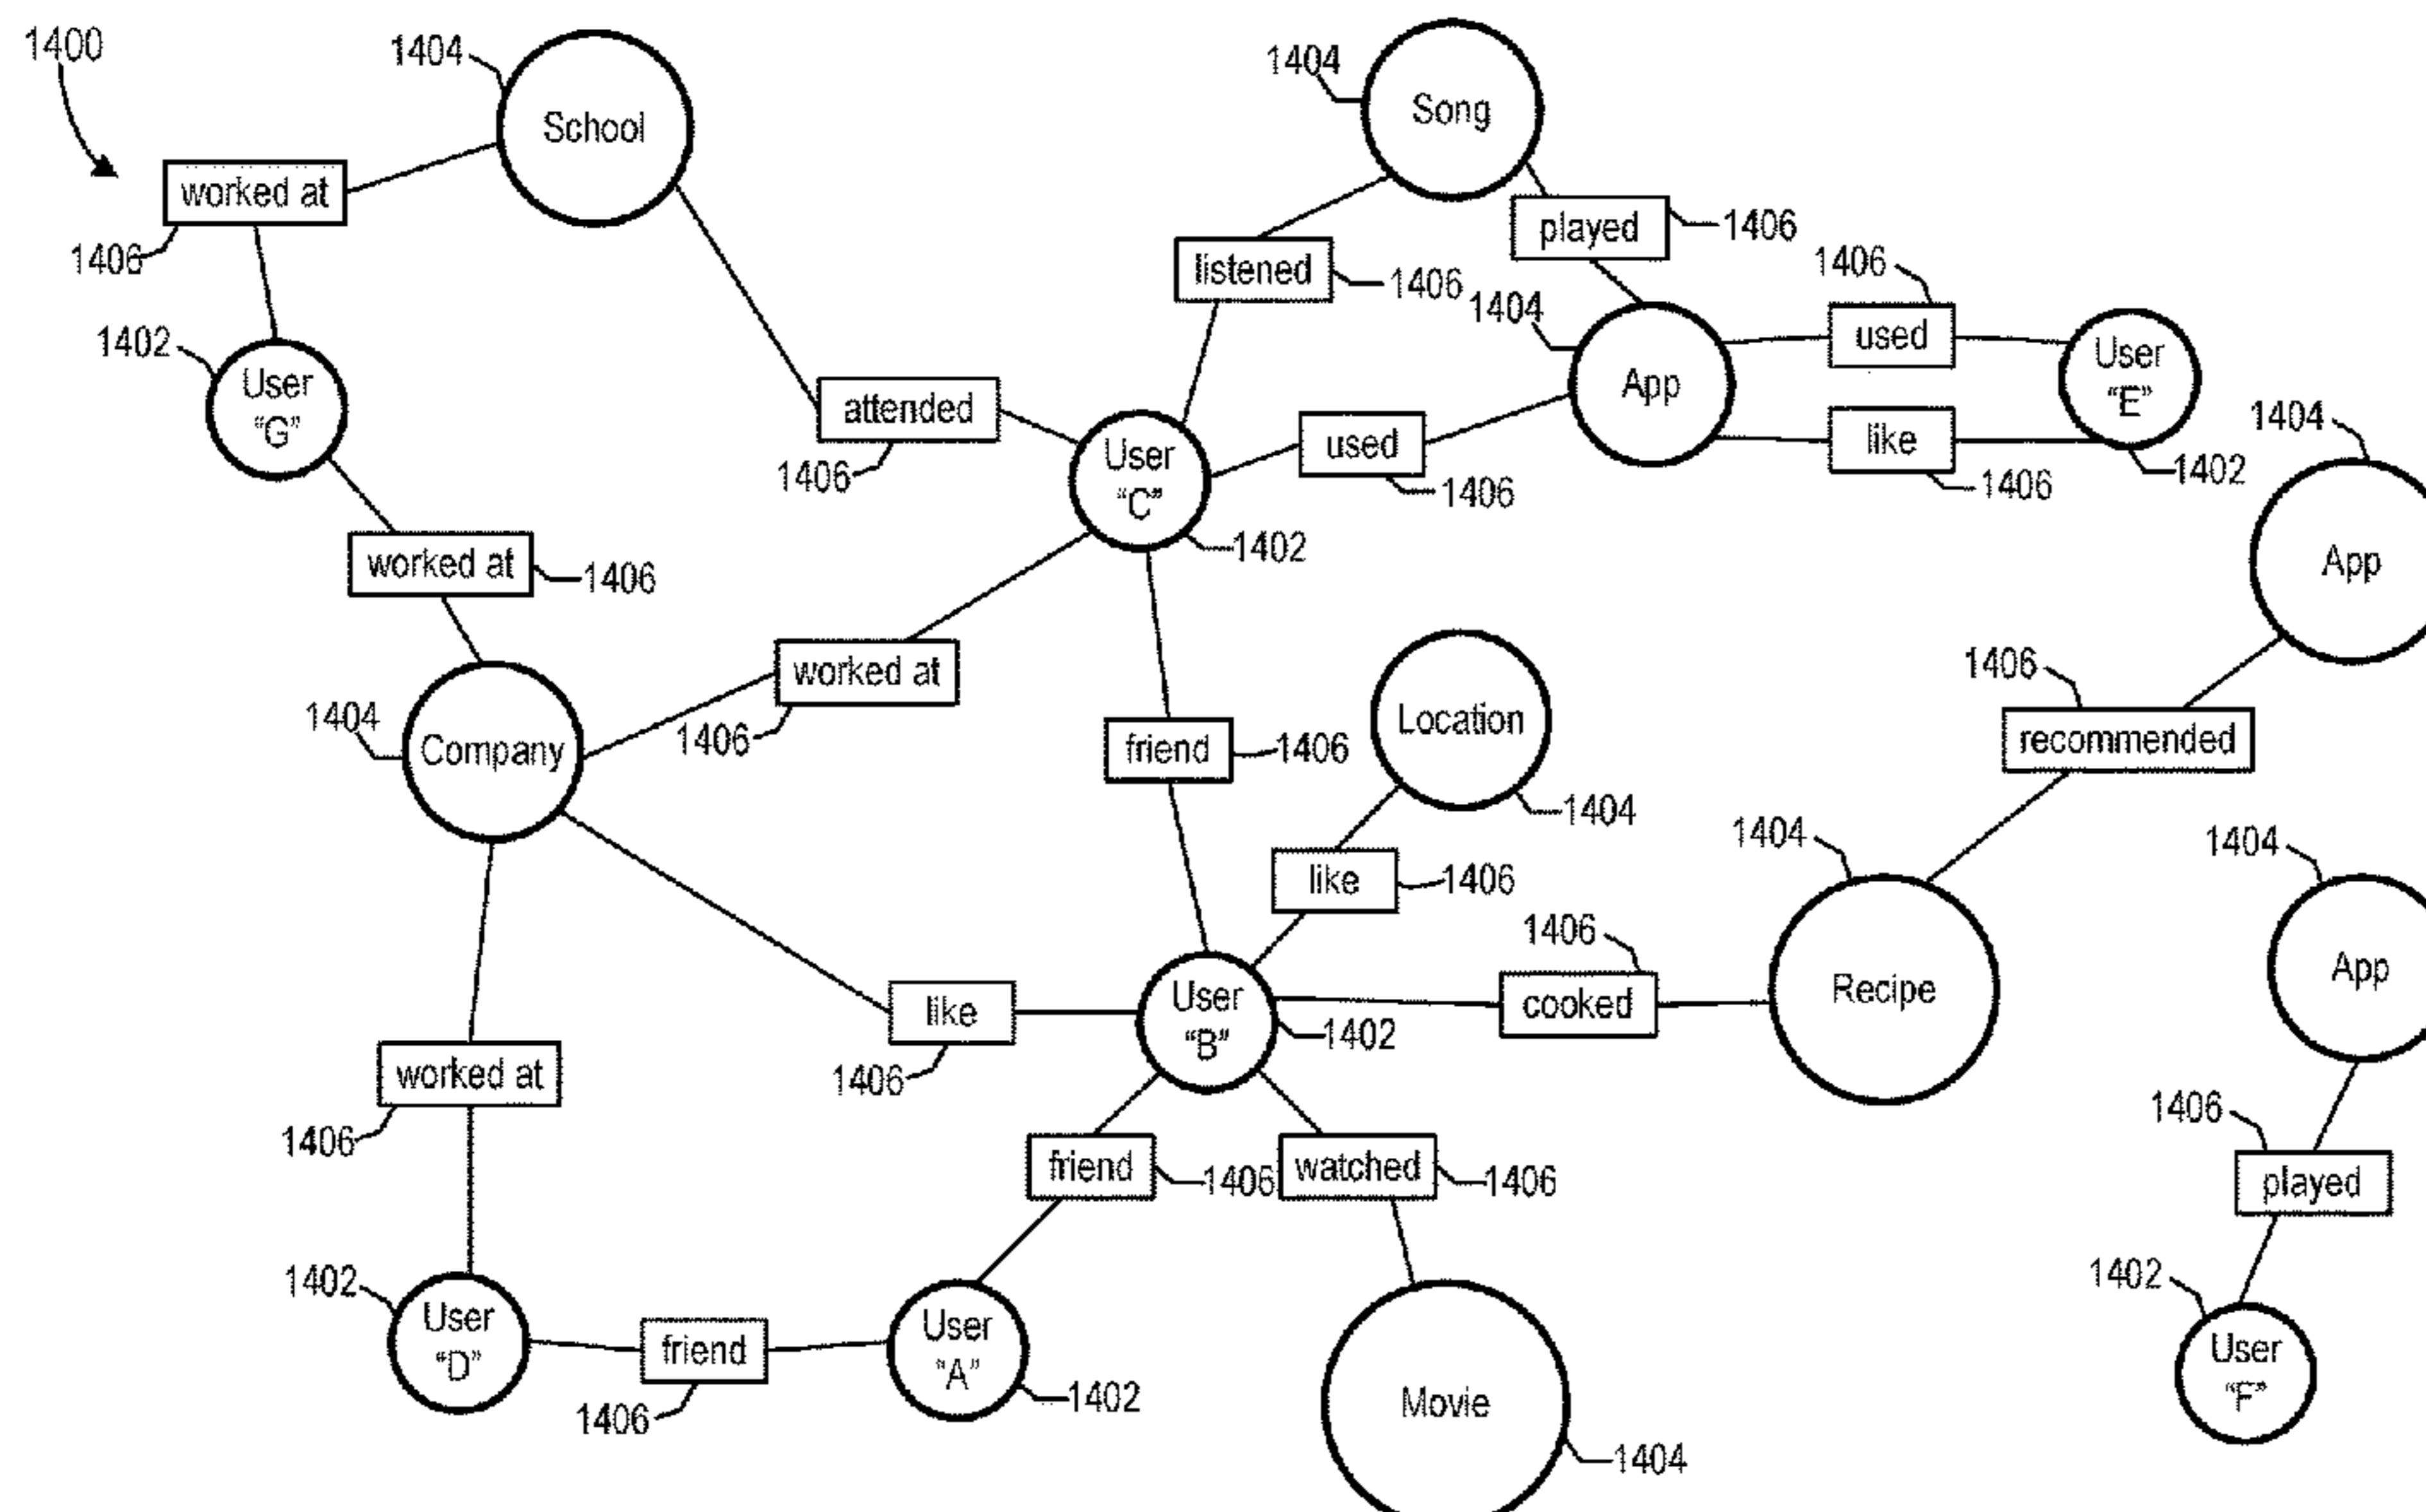 1400
1404
School
1404
Song
worked at
1406
played
1406
listened
1406
1406
used
1404
App
User
"E"
1402
like
1406
1402
User
"G"
attended
1406
User
"C"
1402
used
1406
1404
App
worked at
1406
worked at
1406
1404
Company
friend
1406
Location
1404
1406
recommended
like
1406
1404
Recipe
1404
App
1406
cooked
like
1406
User
"B"
1402
worked at
1406
friend
1406
watched
1406
1406
played
1402
User
"D"
friend
1406
User
"A"
1402
Movie
1404
1402
User
"F"